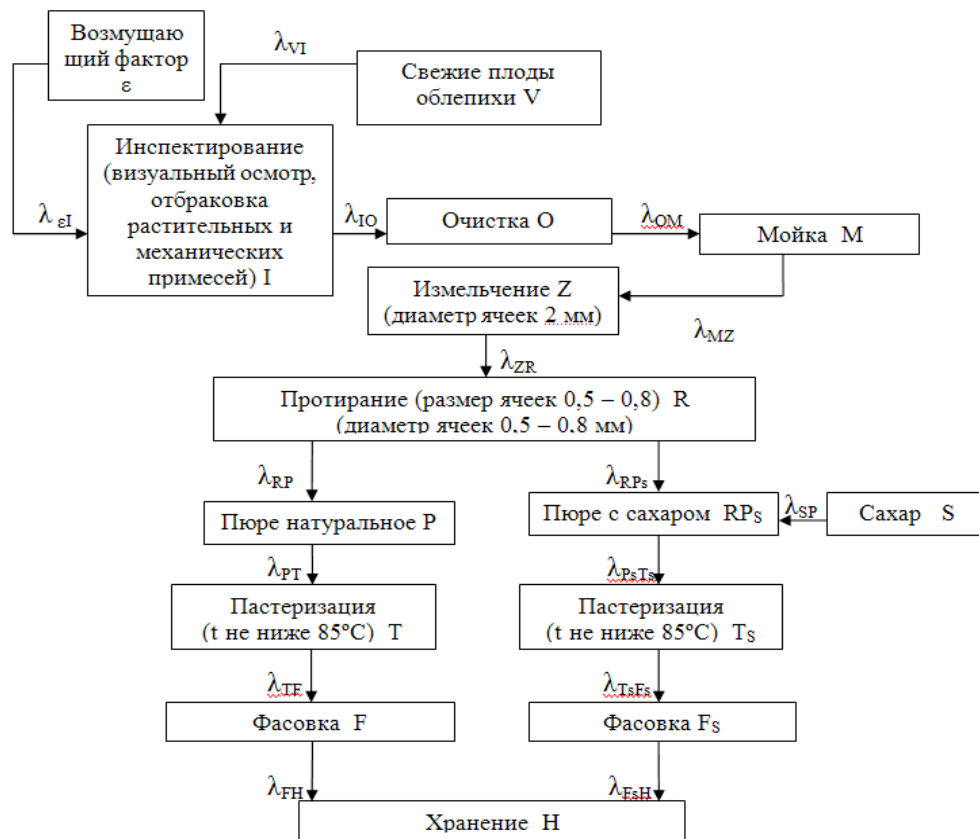 Возмущаю
щий фактор
ε
λVI
Свежие плоды
облепихи V
Инспектирование
(визуальный осмотр,
отбраковка
растительных и
механических
примесей) I
λ εI
λIO
Очистка О
λOM
Мойка М
Измельчение Z
(диаметр ячеек 2 мм)
λMZ
λZR
Протирание (размер ячеек 0,5 – 0,8) R
(диаметр ячеек 0,5 – 0,8 мм)
λRP
λRPs
Пюре натуральное Р
Пюре с сахаром RPS
λSP
Сахар S
λPT
λPsTs
Пастеризация
(t не ниже 85°С) T
Пастеризация
(t не ниже 85°С) TS
λTF
λTsFs
Фасовка F
Фасовка FS
λFH
λFsH
Хранение Н